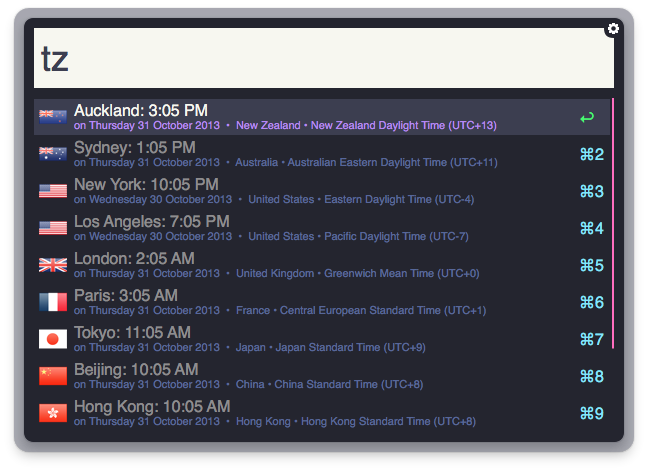 tz
Auckland: 3:05 PM
on Thursday 31 October 2013 • New Zealand • New Zealand Daylight Time (UTC+13)
Sydney: 1:05 PM
on Thursday 31 October 2013 • Australia • Australian Eastern Daylight Time (UTC+11)
⌘2
New York: 10:05 PM
on Wednesday 30 October 2013 • United States • Eastern Daylight Time (UTC-4)
⌘3
Los Angeles: 7:05 PM
on Wednesday 30 October 2013 • United States • Pacific Daylight Time (UTC-7)
⌘4
London: 2:05 AM
on Thursday 31 October 2013 • United Kingdom • Greenwich Mean Time (UTC+0)
⌘5
Paris: 3:05 AM
on Thursday 31 October 2013 • France • Central European Standard Time (UTC+1)
⌘6
Tokyo: 11:05 AM
on Thursday 31 October 2013 • Japan • Japan Standard Time (UTC+9)
⌘7
Beijing: 10:05 AM
on Thursday 31 October 2013 • China • China Standard Time (UTC+8)
⌘8
Hong Kong: 10:05 AM
on Thursday 31 October 2013 • Hong Kong • Hong Kong Standard Time (UTC+8)
⌘9